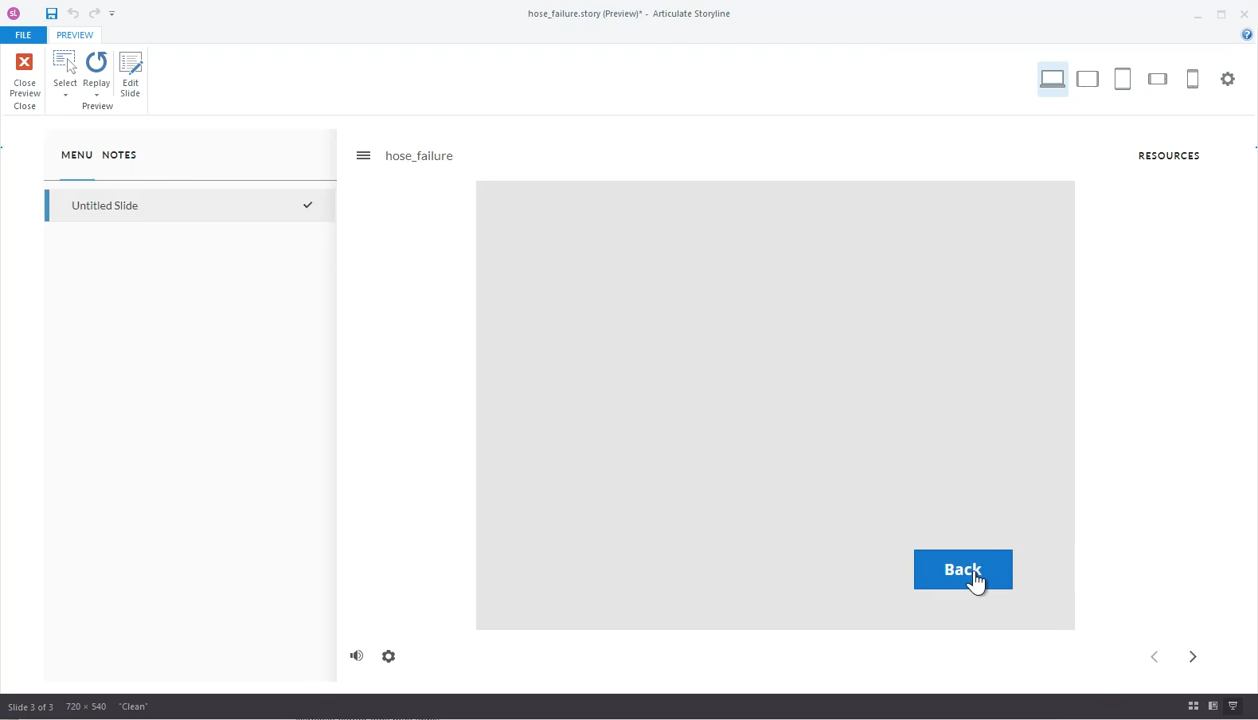 sl
hose_failure.story (Preview)* - Articulate Storyline
FILE
PREVIEW
?
Close
Preview
Select
Replay
Edit
Slide
Close
Preview
MENU
NOTES
hose_failure
RESOURCES
Untitled Slide
Back
Slide 3 of 3
720 × 540
"Clean"